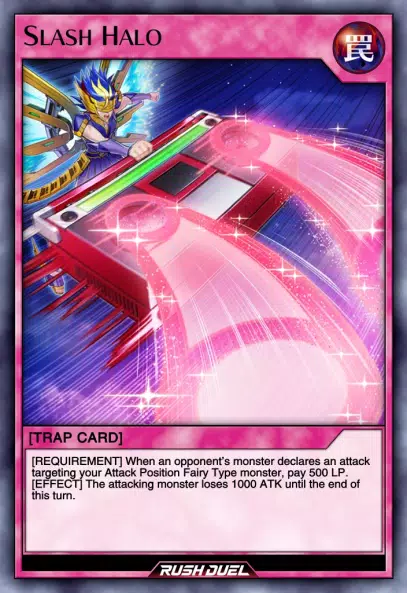 Slash Halo
罠
[TRAP CARD]
[REQUIREMENT] When an opponent's monster declares an attack
targeting your Attack Position Fairy Type monster, pay 500 LP.
[EFFECT] The attacking monster loses 1000 ATK until the end of
this turn.
RUSH DUEL